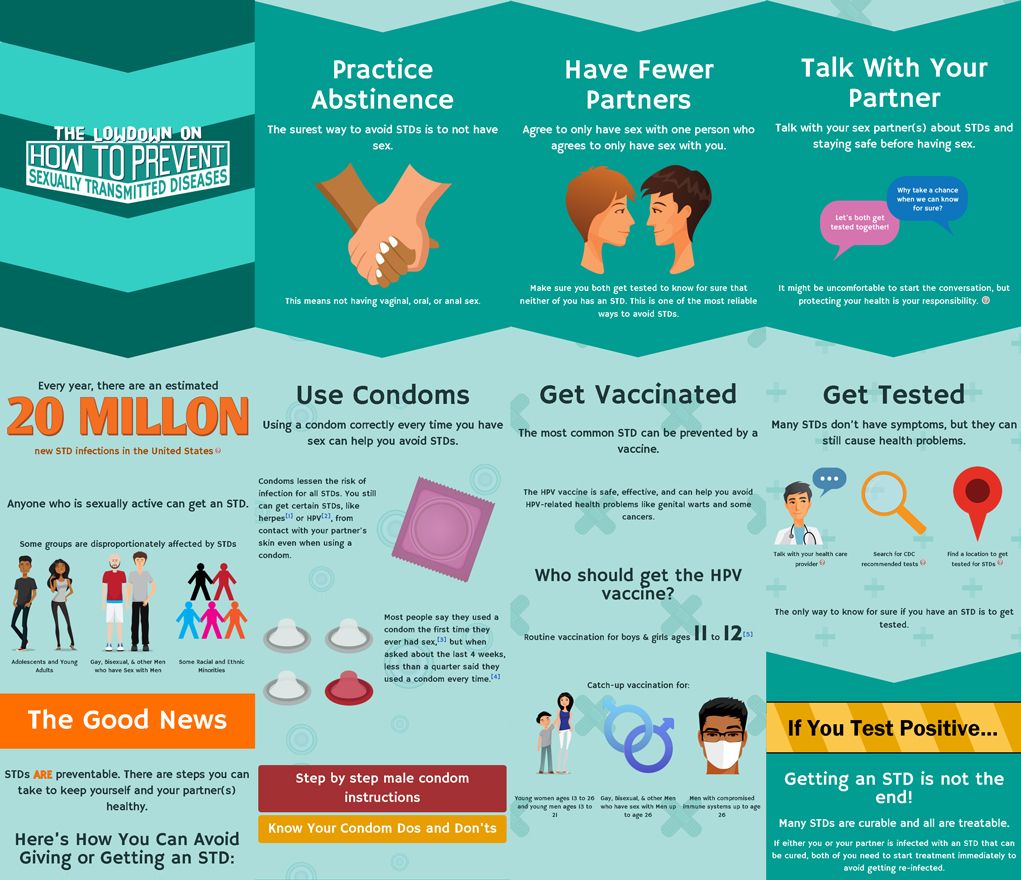 THE LOWDOWN ON
HOW TO PREVENT
SEXUALLY TRANSMITTED DISEASES
Every year, there are an estimated
20 MILLON
new STD infections in the United States
Anyone who is sexually active can get an STD.
Some groups are disproportionately affected by STDs
Adolescents and Young
Adults
Gay, Bisexual, & other Men
who have Sex with Men
Some Racial and Ethnic
Minorities
The Good News
STDs ARE preventable. There are steps you can
take to keep yourself and your partner(s)
healthy.
Here's How You Can Avoid
Giving or Getting an STD:
Practice
Abstinence
The surest way to avoid STDs is to not have
sex.
This means not having vaginal, oral, or anal sex.
Use Condoms
Using a condom correctly every time you have
sex can help you avoid STDs.
Condoms lessen the risk of
infection for all STDs. You still
can get certain STDs, like
herpes[1] or HPV[2], from
contact with your partner's
skin even when using a
condom.
Most people say they used a
condom the first time they
ever had sex,[3] but when
asked about the last 4 weeks,
less than a quarter said they
used a condom every time.[4]
Step by step male condom
instructions
Know Your Condom Dos and Don'ts
Have Fewer
Partners
Agree to only have sex with one person who
agrees to only have sex with you.
Make sure you both get tested to know for sure that
neither of you has an STD. This is one of the most reliable
ways to avoid STDs.
Get Vaccinated
The most common STD can be prevented by a
vaccine.
The HPV vaccine is safe, effective, and can help you avoid
HPV-related health problems like genital warts and some
cancers.
Who should get the HPV
vaccine?
Routine vaccination for boys & girls ages 11 to 12[5]
Catch-up vaccination for:
Young women ages 13 to 26
and young men ages 13 to
21
Gay, Bisexual, & other Men
who have sex with Men up
to age 26
Men with compromised
immune systems up to age
26
Talk With Your
Partner
Talk with your sex partner(s) about STDs and
staying safe before having sex.
Why take a chance
when we can know
for sure?
Let's both get
tested together!
It might be uncomfortable to start the conversation, but
protecting your health is your responsibility.
Get Tested
Many STDs don't have symptoms, but they can
still cause health problems.
Talk with your health care
provider
Search for CDC
recommended tests
Find a location to get
tested for STDs
The only way to know for sure if you have an STD is to get
tested.
If You Test Positive...
Getting an STD is not the
end!
Many STDs are curable and all are treatable.
If either you or your partner is infected with an STD that can
be cured, both of you need to start treatment immediately to
avoid getting re-infected.